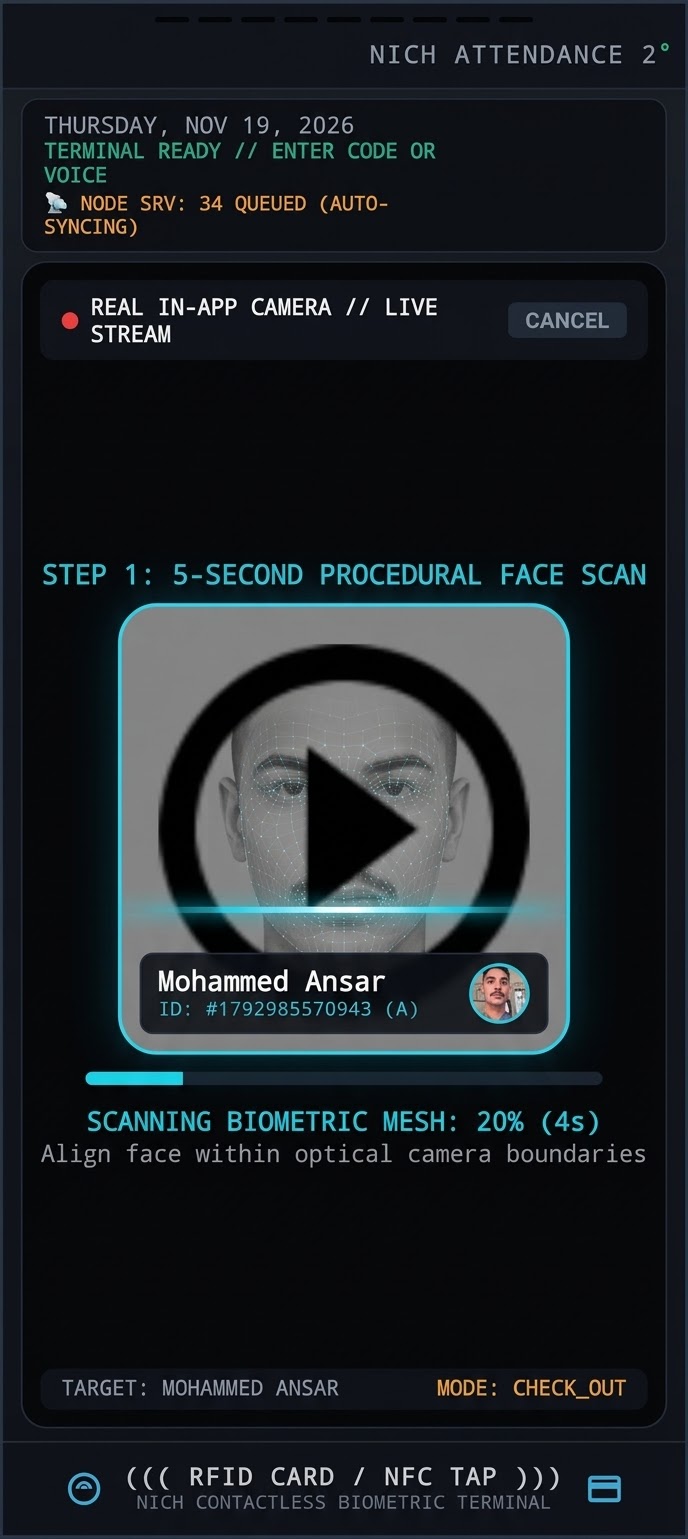 NICH ATTENDANCE 2°
THURSDAY, NOV 19, 2026
TERMINAL READY // ENTER CODE OR
VOICE
📡 NODE SRV: 34 QUEUED (AUTO-
SYNCING)
REAL IN-APP CAMERA // LIVE
STREAM
CANCEL
STEP 1: 5-SECOND PROCEDURAL FACE SCAN
Mohammed Ansar
ID: #1792985570943 (A)
SCANNING BIOMETRIC MESH: 20% (4s)
Align face within optical camera boundaries
TARGET: MOHAMMED ANSAR
MODE: CHECK_OUT
((( RFID CARD / NFC TAP )))
NICH CONTACTLESS BIOMETRIC TERMINAL